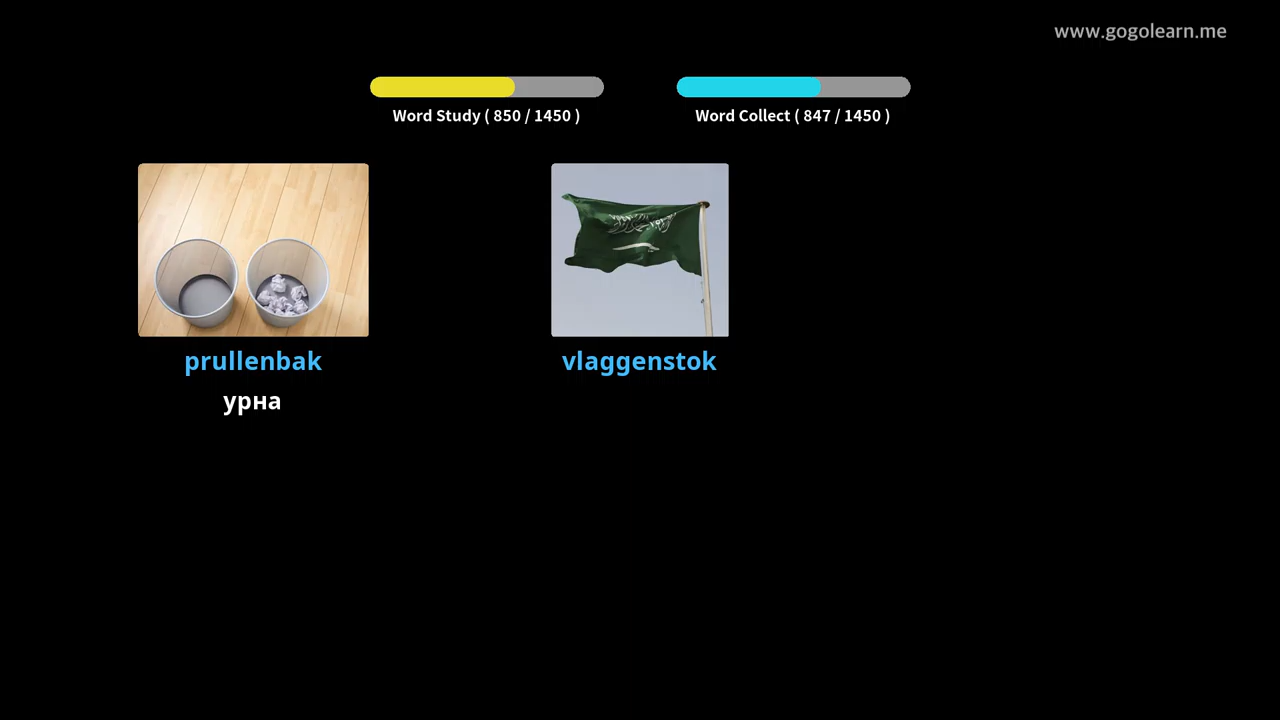 www.gogolearn.me
Word Study ( 850 / 1450 )
Word Collect ( 847 / 1450 )
prullenbak
vlaggenstok
урна